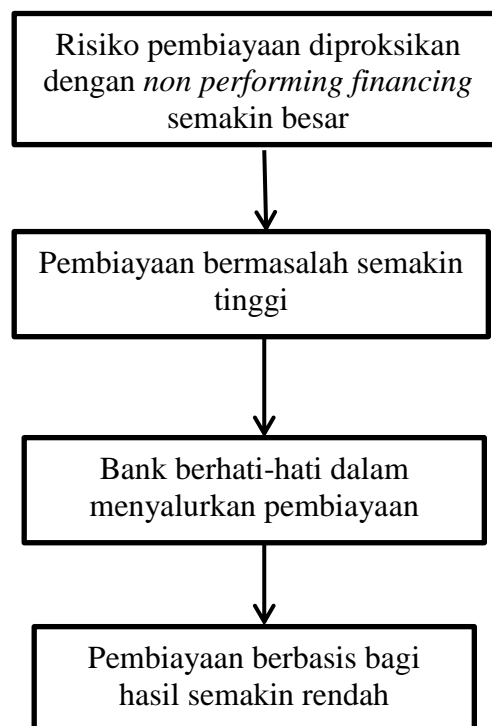 Risiko pembiayaan diproksikan
dengan non performing financing
semakin besar
Pembiayaan bermasalah semakin
tinggi
Bank berhati-hati dalam
menyalurkan pembiayaan
Pembiayaan berbasis bagi
hasil semakin rendah